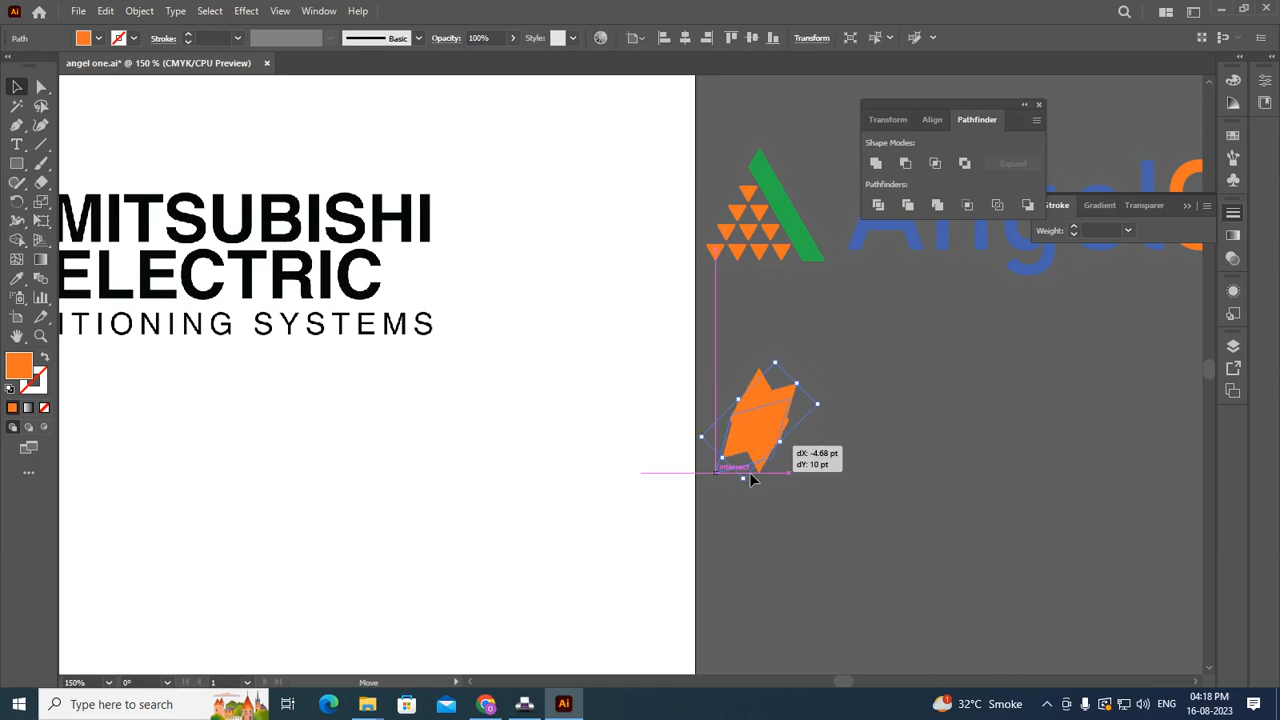 File Edit Object Type Select Effect View Window Help
Path Stroke: Basic Opacity: 100% Style: Transform
angel one.ai* @ 150 % (CMYK/CPU Preview) ×
Transform Align Pathfinder
Shape Modes:
Expand
Pathfinders:
Stroke Gradient Transparer
Weight:
MITSUBISHI
ELECTRIC
ITIONING SYSTEMS
Angel
intersect
dX: -4.68 pt
dY: 10 pt
150% 0° 1 Move
Type here to search
Ai
32°C Smoke
ENG
04:18 PM
16-08-2023